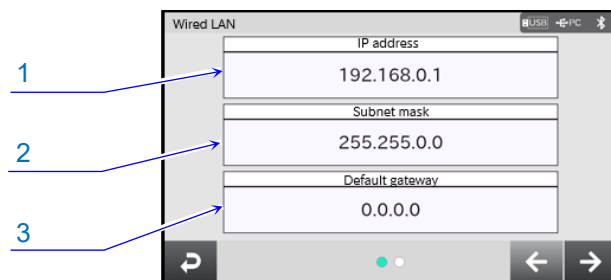 Wired LAN USB PC
IP address
1
192.168.0.1
Subnet mask
2
255.255.0.0
Default gateway
3
0.0.0.0